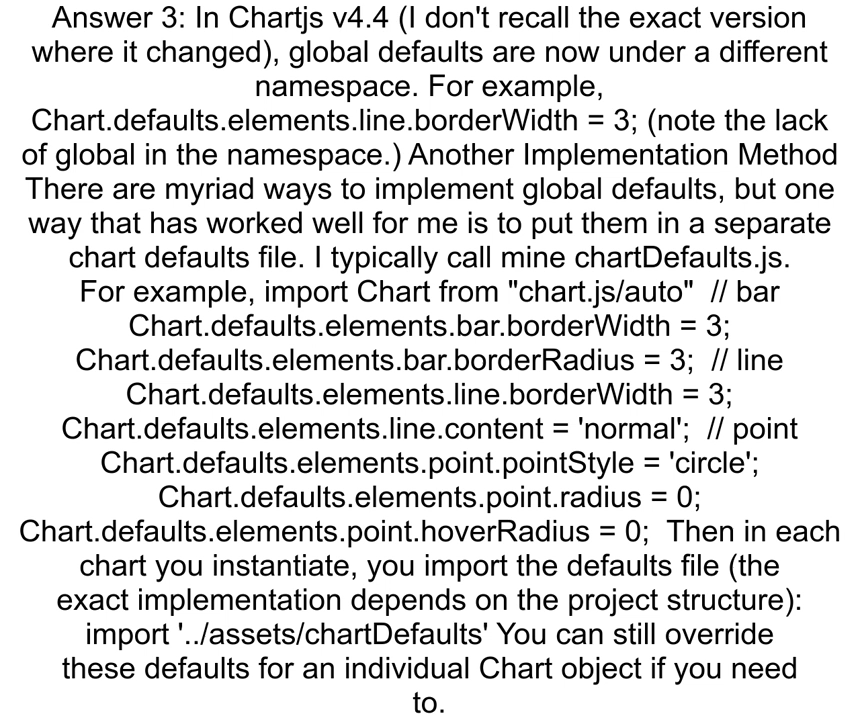 Answer 3: In Chartjs v4.4 (I don't recall the exact version
where it changed), global defaults are now under a different
namespace. For example,
Chart.defaults.elements.line.borderWidth = 3; (note the lack
of global in the namespace.) Another Implementation Method
There are myriad ways to implement global defaults, but one
way that has worked well for me is to put them in a separate
chart defaults file. I typically call mine chartDefaults.js.
For example, import Chart from "chart.js/auto"  // bar
Chart.defaults.elements.bar.borderWidth = 3;
Chart.defaults.elements.bar.borderRadius = 3;  // line
Chart.defaults.elements.line.borderWidth = 3;
Chart.defaults.elements.line.content = 'normal';  // point
Chart.defaults.elements.point.pointStyle = 'circle';
Chart.defaults.elements.point.radius = 0;
Chart.defaults.elements.point.hoverRadius = 0;  Then in each
chart you instantiate, you import the defaults file (the
exact implementation depends on the project structure):
import '../assets/chartDefaults' You can still override
these defaults for an individual Chart object if you need
to.